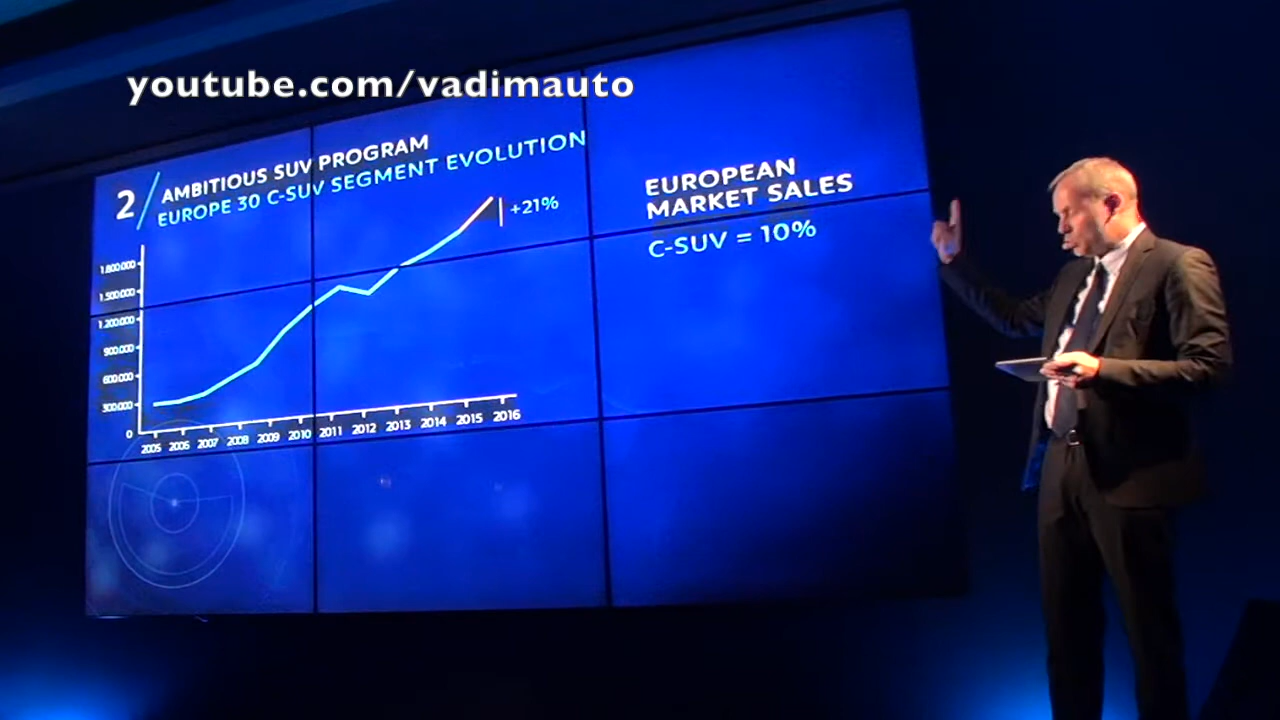 youtube.com/vadimauto
2
AMBITIOUS SUV PROGRAM
EUROPE 30 C-SUV SEGMENT EVOLUTION
+21%
1.800.000
1.500.000
1.200.000
900.000
600.000
300.000
0
2005 2006 2007 2008 2009 2010 2011 2012 2013 2014 2015 2016
EUROPEAN
MARKET SALES
C-SUV = 10%